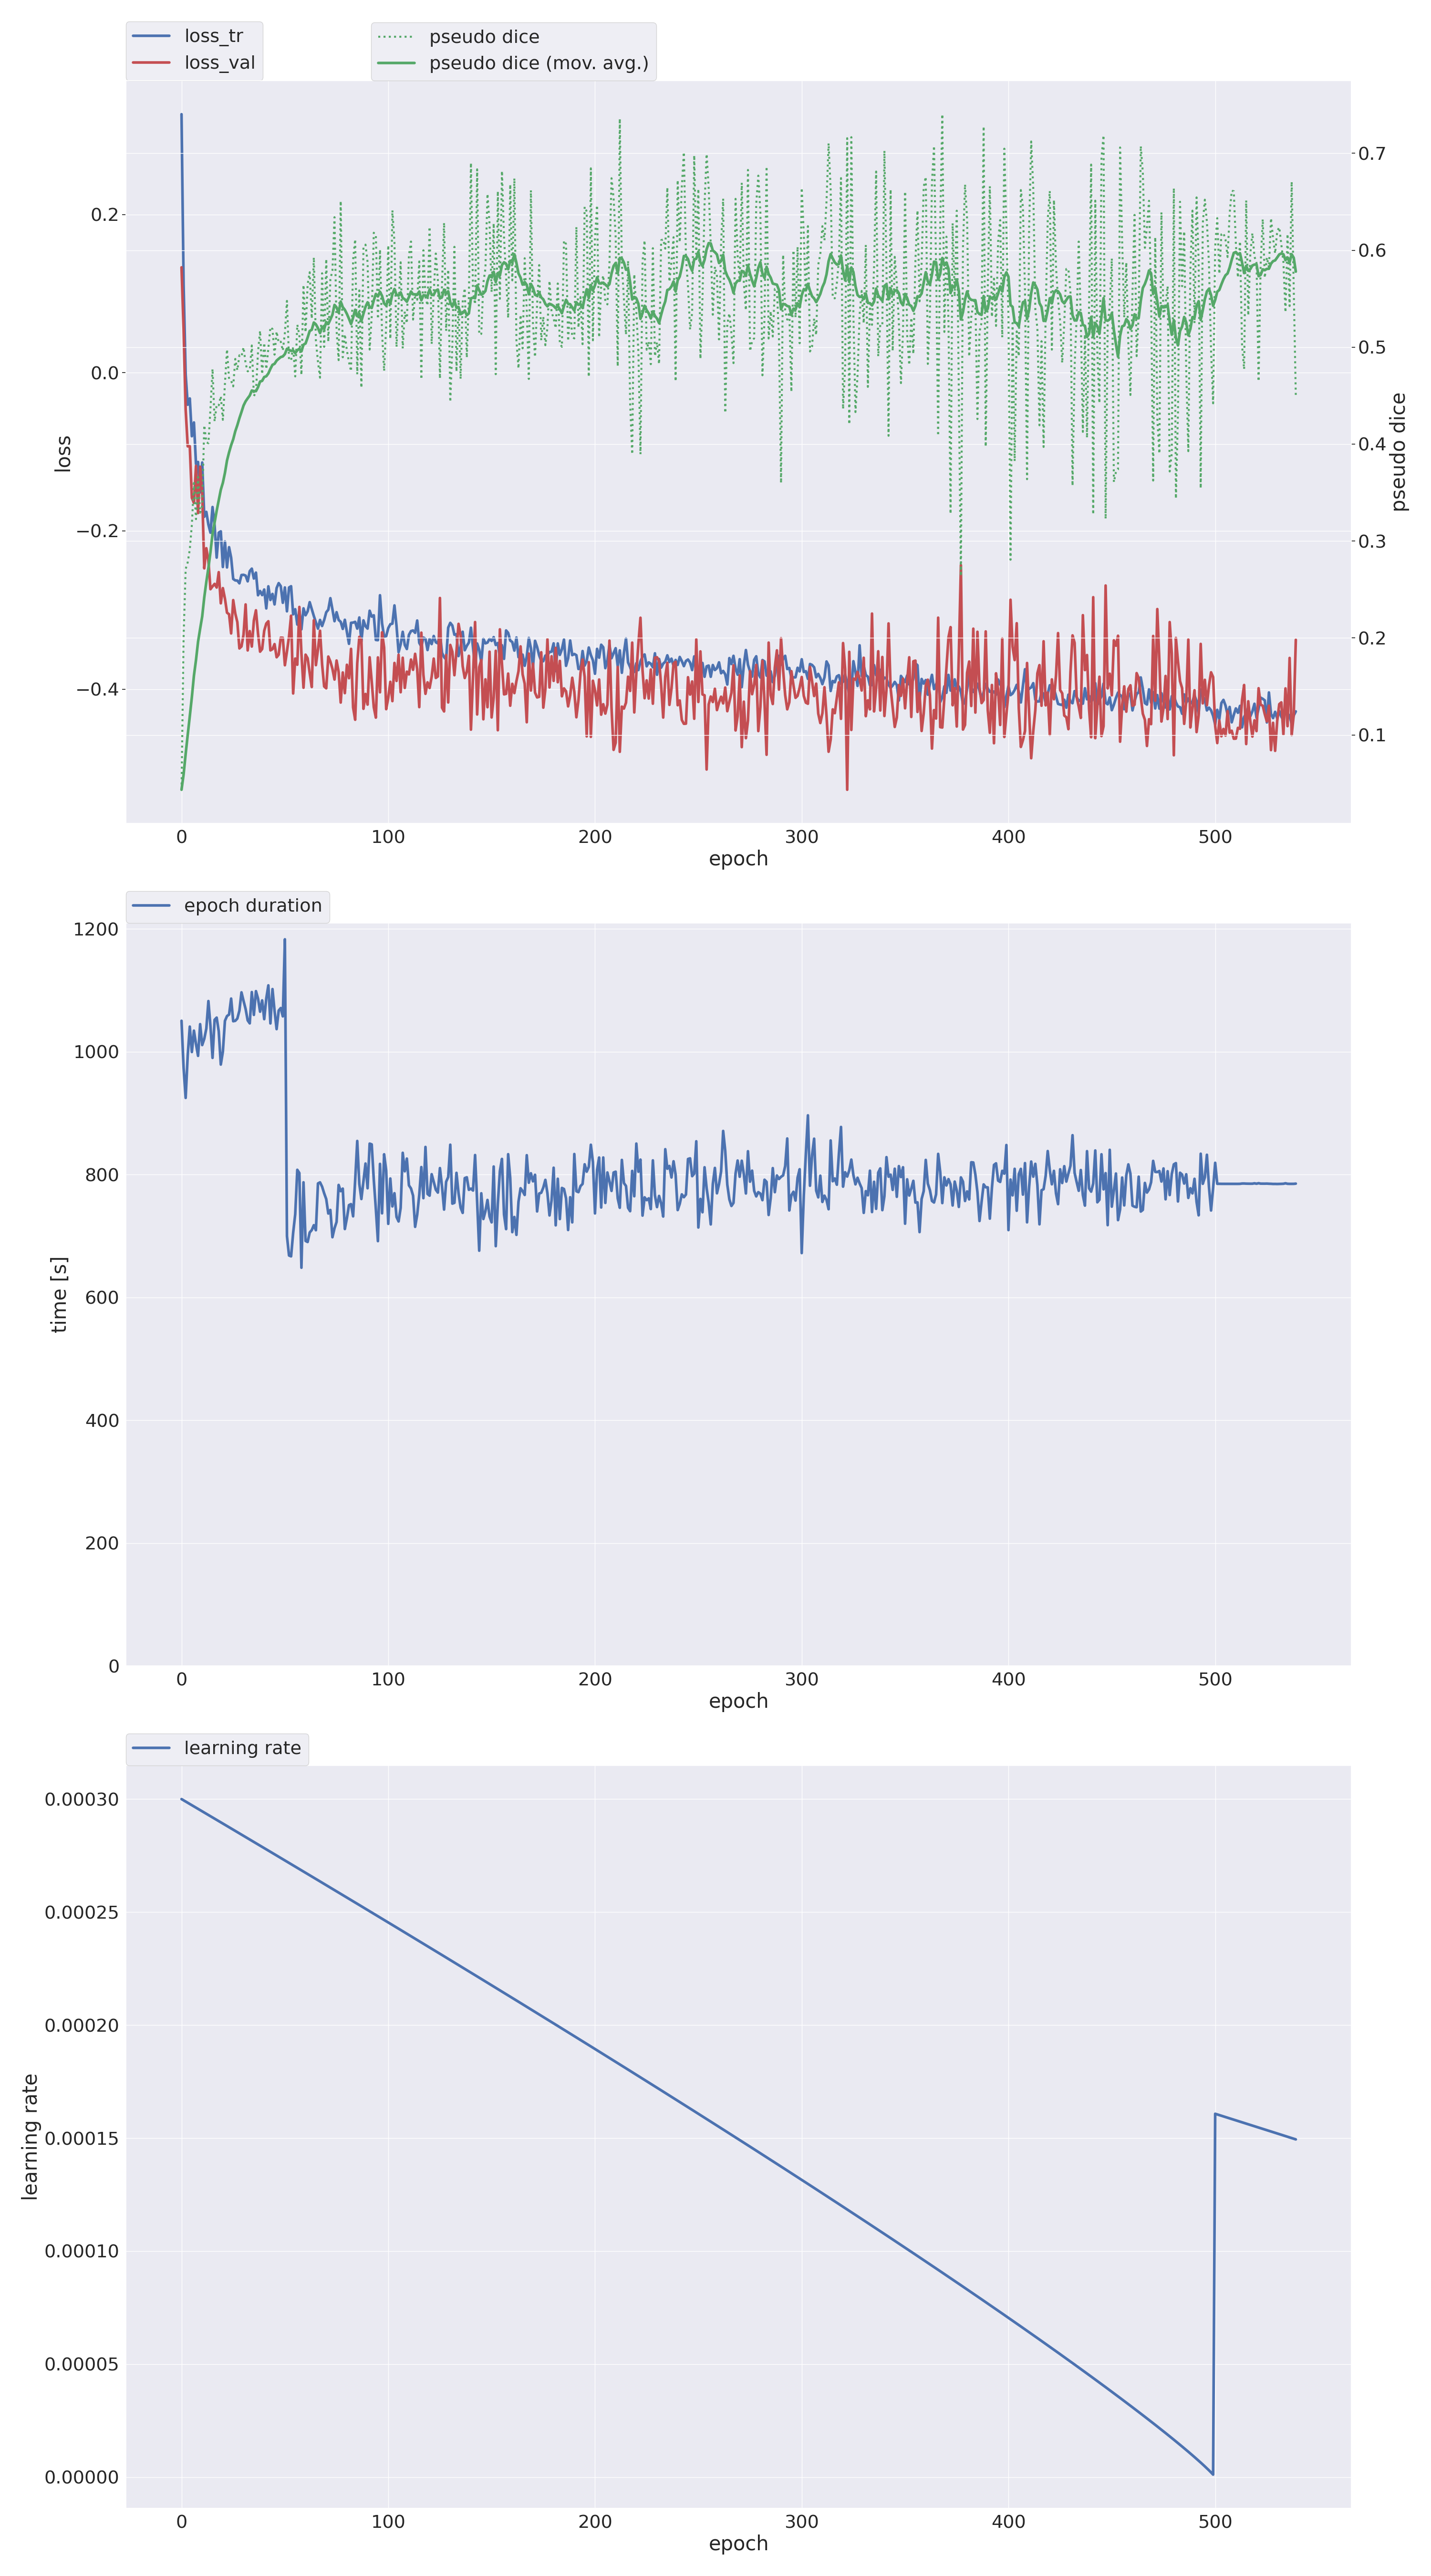 loss_tr
loss_val
pseudo dice
pseudo dice (mov. avg.)
0.2
0.0
−0.2
−0.4
loss
0.7
0.6
0.5
0.4
0.3
0.2
0.1
pseudo dice
0 100 200 300 400 500
epoch
epoch duration
1200
1000
800
600
400
200
0
time [s]
0 100 200 300 400 500
epoch
learning rate
0.00030
0.00025
0.00020
0.00015
0.00010
0.00005
0.00000
learning rate
0 100 200 300 400 500
epoch